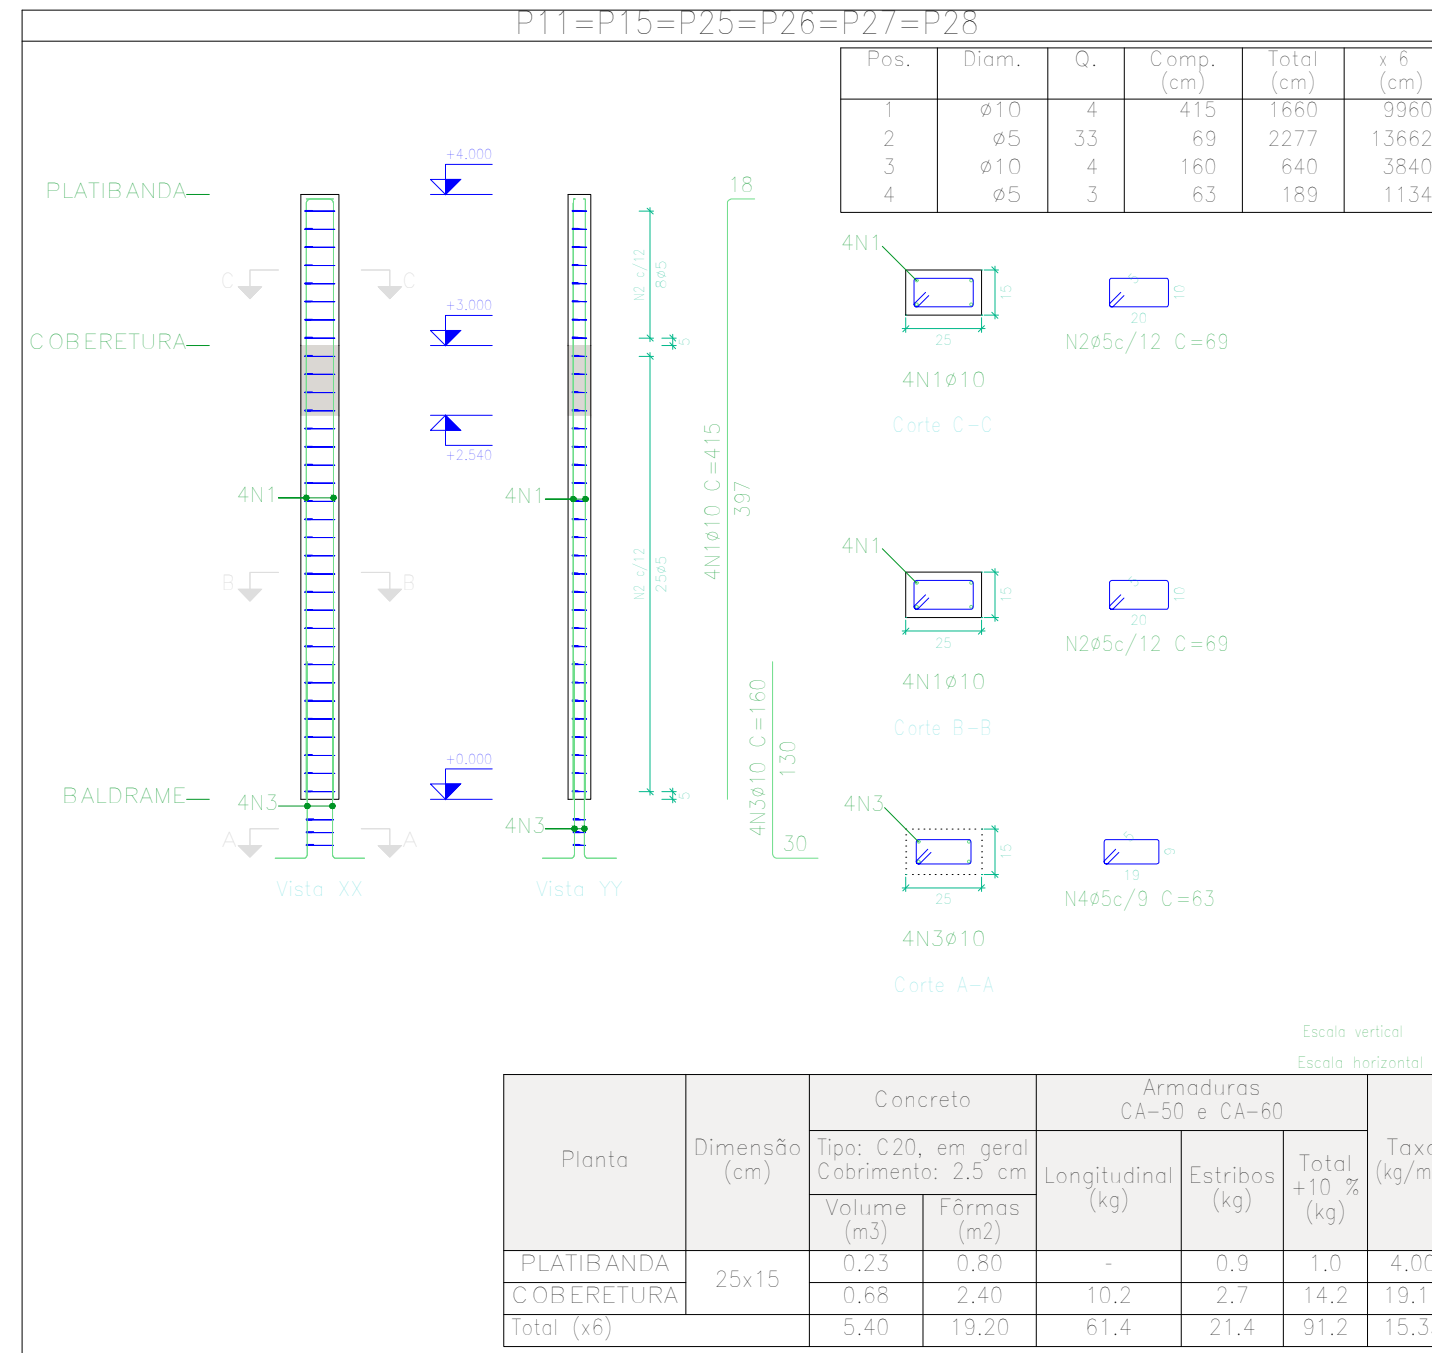 P11=P15=P25=P26=P27=P28
Pos. Diam. Q. Comp. (cm) Total (cm) x 6 (cm)
1 ø10 4 415 1660 9960
2 ø5 33 69 2277 13662
3 ø10 4 160 640 3840
4 ø5 3 63 189 1134
PLATIBANDA
+4.000
C C
COBERETURA
+3.000
+2.540
4N1
4N1
B B
+0.000
BALDRAME
4N3
4N3
A A
Vista XX
Vista YY
N2 c/12
8ø5
5
N2 c/12
25ø5
5
18
4N1ø10 C=415
397
4N3ø10 C=160
130
30
4N1
15
25
4N1ø10
Corte C-C
5
10
20
N2ø5c/12 C=69
4N1
15
25
4N1ø10
Corte B-B
5
10
20
N2ø5c/12 C=69
4N3
15
25
4N3ø10
Corte A-A
9
19
N4ø5c/9 C=63
Escala vertical
Escala horizontal
Planta
Dimensão
(cm)
Concreto
Tipo: C20, em geral
Cobrimento: 2.5 cm
Volume
(m3)
Fôrmas
(m2)
Armaduras
CA-50 e CA-60
Longitudinal
(kg)
Estribos
(kg)
Total
+10 %
(kg)
PLATIBANDA 25x15 0.23 0.80 - 0.9 1.0
COBERETURA 0.68 2.40 10.2 2.7 14.2
Total (x6) 5.40 19.20 61.4 21.4 91.2